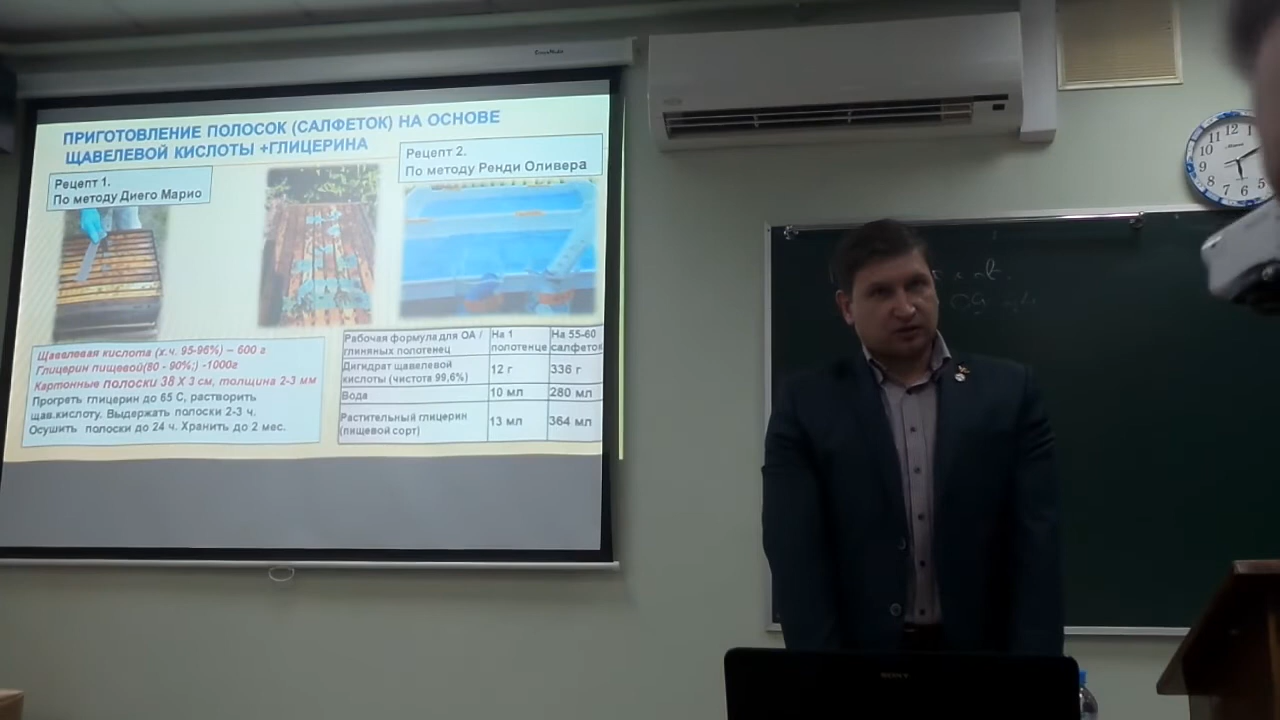 ПРИГОТОВЛЕНИЕ ПОЛОСОК (САЛФЕТОК) НА ОСНОВЕ
ЩАВЕЛЕВОЙ КИСЛОТЫ +ГЛИЦЕРИНА
Рецепт 1.
По методу Диего Марио
Рецепт 2.
По методу Ренди Оливера
Щавелевая кислота (х.ч. 95-96%) – 600 г
Глицерин пищевой(80 - 90%;) -1000г
Картонные полоски 38 Х 3 см, толщина 2-3 мм
Прогреть глицерин до 65 С, растворить
щав.кислоту. Выдержать полоски 2-3 ч.
Осушить полоски до 24 ч. Хранить до 2 мес.
Рабочая формула для ОА / глиняных полотенец На 1 полотенце На 55-60 салфеток
Дигидрат щавелевой кислоты (чистота 99,6%) 12 г 336 г
Вода 10 мл 280 мл
Растительный глицерин (пищевой сорт) 13 мл 364 мл
SONY